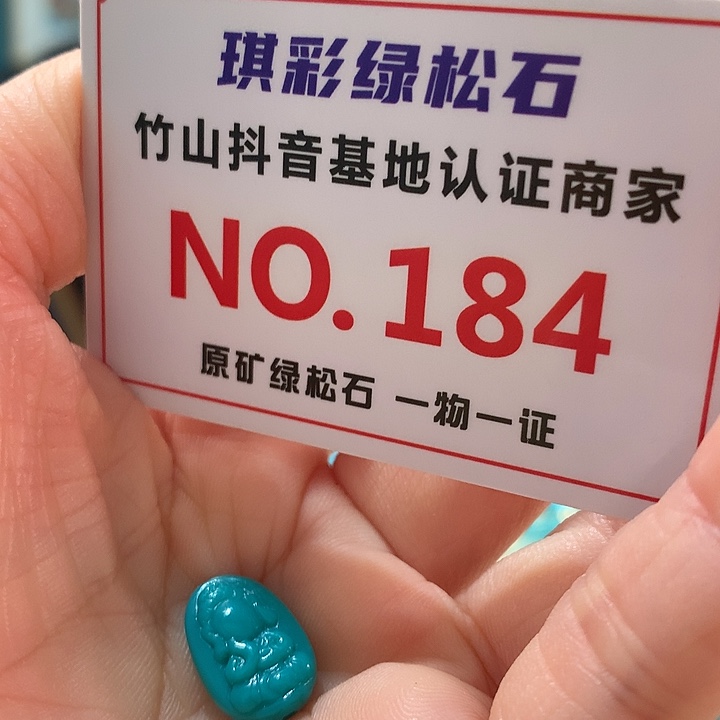 琪彩绿松石
竹山抖音基地认证商家
NO.184
原矿绿松石 一物一证